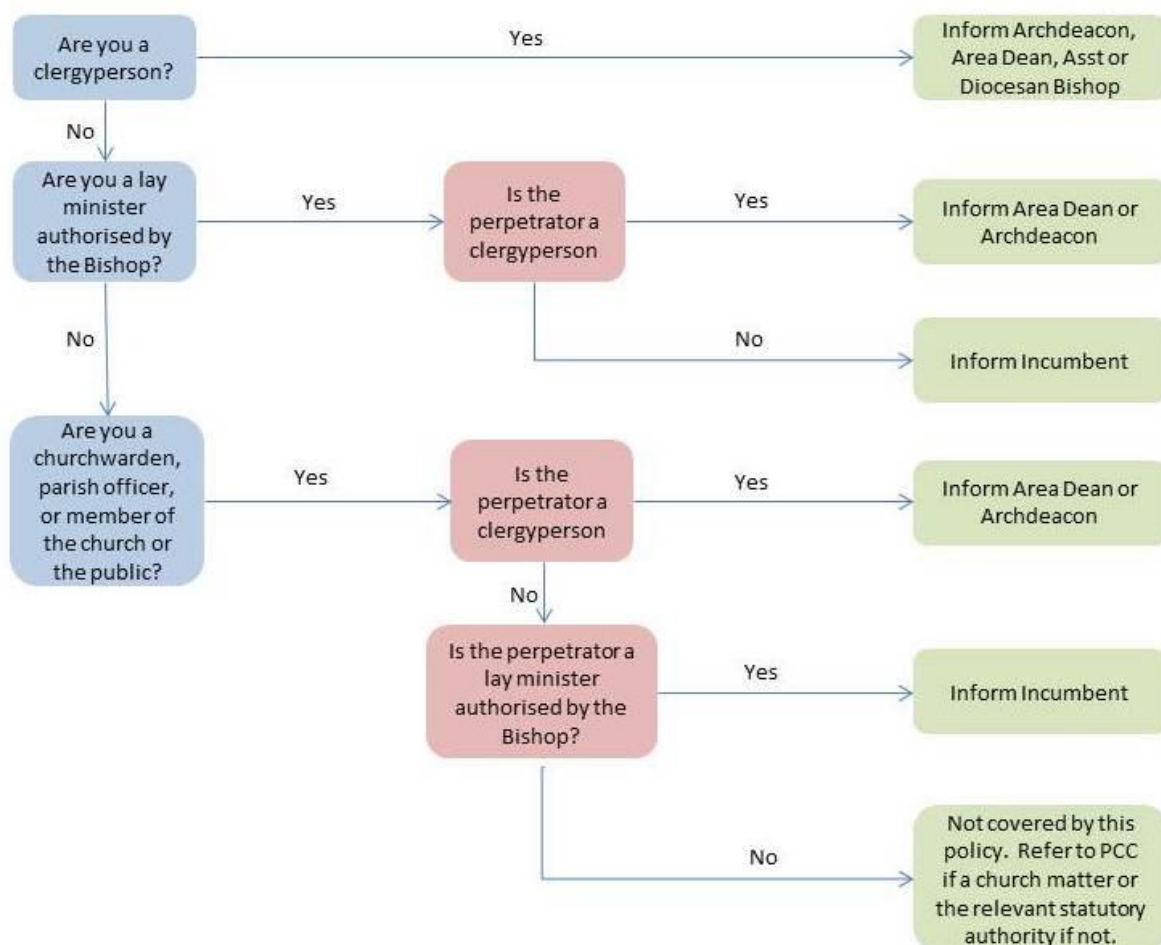 Are you a
clergyperson?
Yes
Inform Archdeacon,
Area Dean, Asst or
Diocesan Bishop
No
Are you a lay
minister
authorised by
the Bishop?
Yes
Is the
perpetrator a
clergyperson
Yes
Inform Area Dean or
Archdeacon
No
No
Inform Incumbent
Are you a
churchwarden,
parish officer,
or member of
the church or
the public?
Yes
Is the
perpetrator a
clergyperson
Yes
Inform Area Dean or
Archdeacon
No
Is the perpetrator a
lay minister
authorised by the
Bishop?
Yes
Inform Incumbent
No
Not covered by this
policy. Refer to PCC
if a church matter or
the relevant statutory
authority if not.